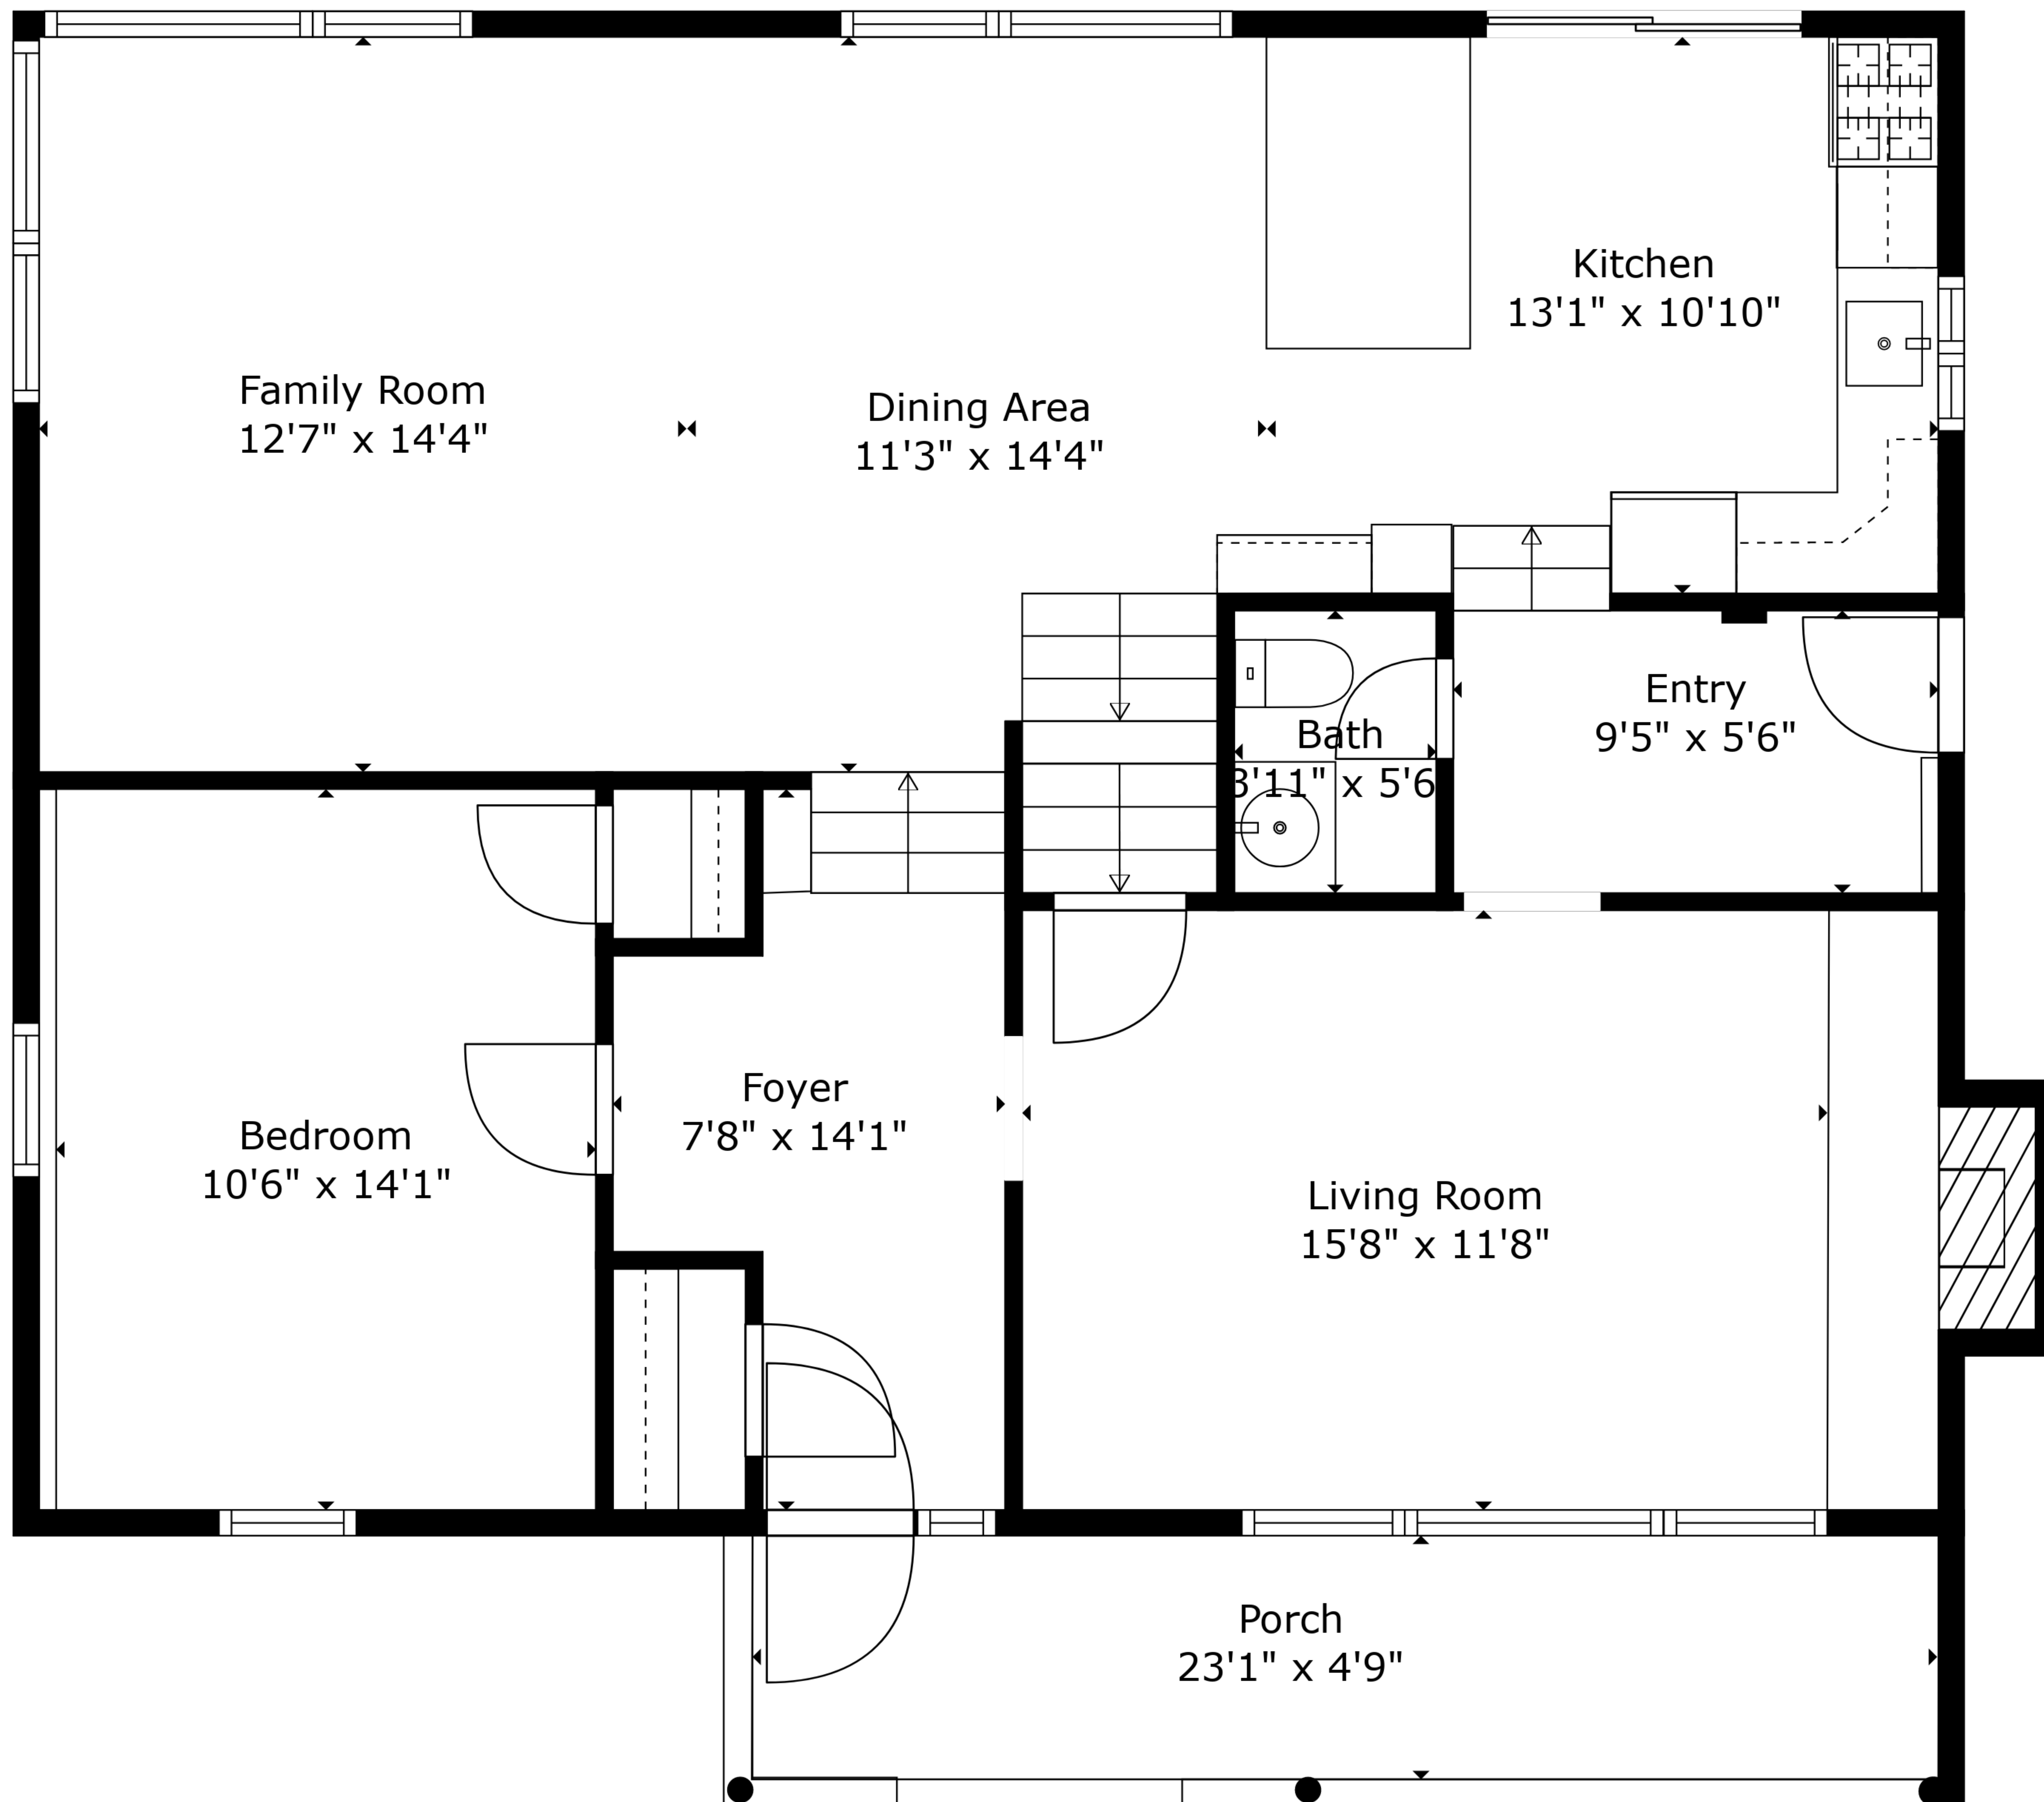 Kitchen
13'1" x 10'10"
Family Room
12'7" x 14'4"
Dining Area
11'3" x 14'4"
Entry
9'5" x 5'6"
Bath
3'11" x 5'6
Foyer
7'8" x 14'1"
Bedroom
10'6" x 14'1"
Living Room
15'8" x 11'8"
Porch
23'1" x 4'9"